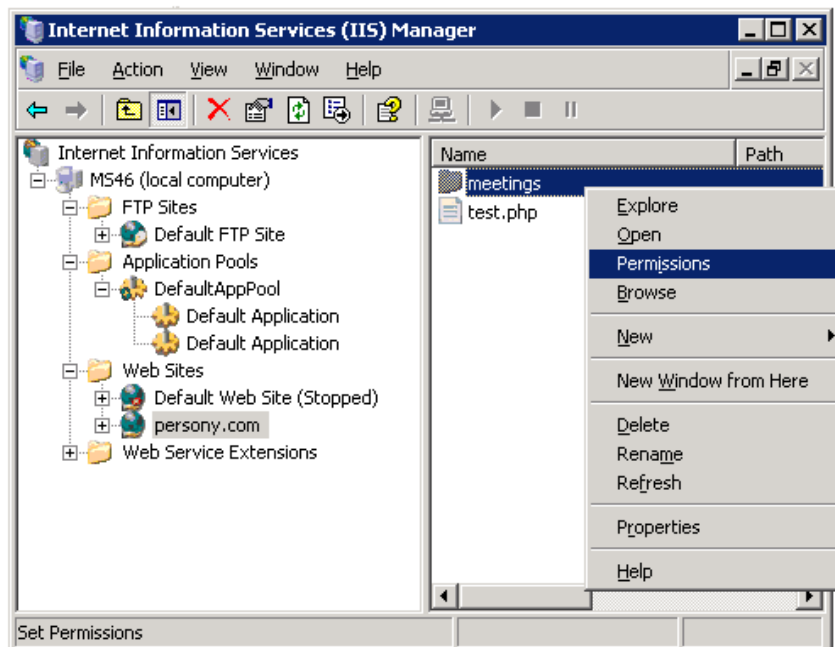 Internet Information Services (IIS) Manager
File Action View Window Help
Internet Information Services
MS46 (local computer)
FTP Sites
Default FTP Site
Application Pools
DefaultAppPool
Default Application
Default Application
Web Sites
Default Web Site (Stopped)
persony.com
Web Service Extensions
Name Path
meetings
test.php
Explore
Open
Permissions
Browse
New
New Window from Here
Delete
Rename
Refresh
Properties
Help
Set Permissions